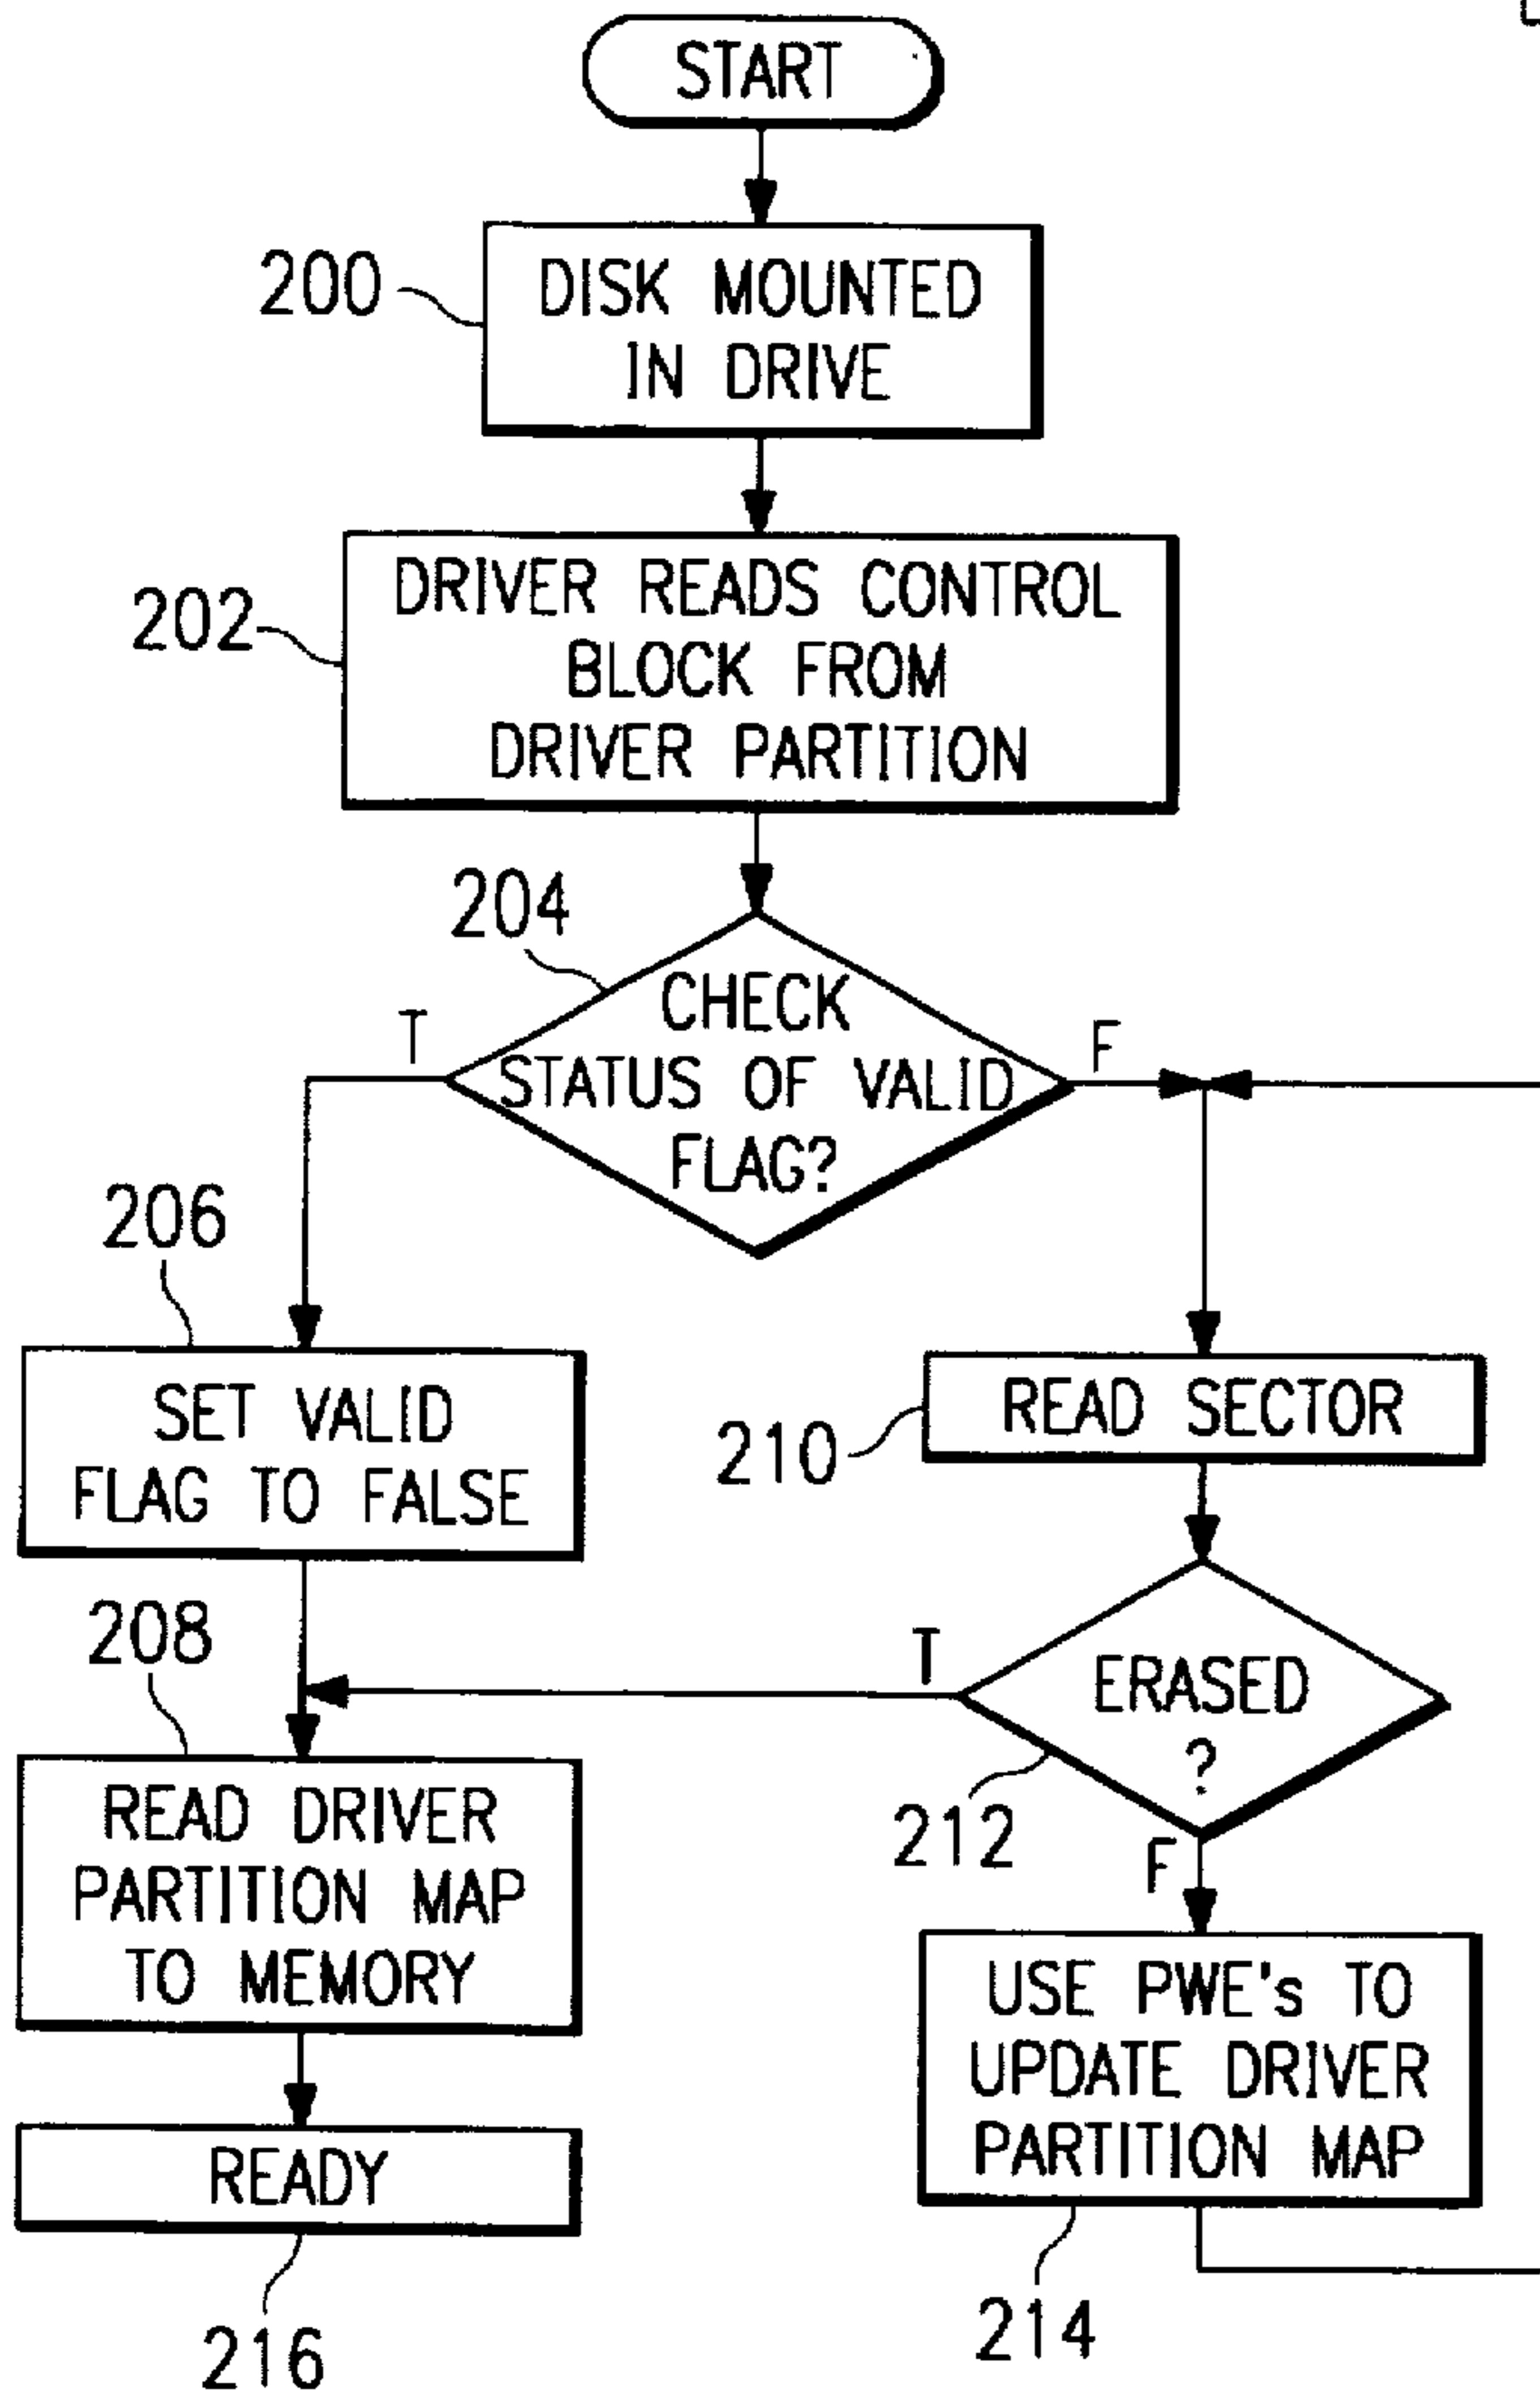 START
200
DISK MOUNTED
IN DRIVE
202
DRIVER READS CONTROL
BLOCK FROM
DRIVER PARTITION
204
CHECK
STATUS OF VALID
FLAG?
T
F
206
SET VALID
FLAG TO FALSE
210
READ SECTOR
208
T
ERASED
?
212
F
READ DRIVER
PARTITION MAP
TO MEMORY
USE PWE's TO
UPDATE DRIVER
PARTITION MAP
READY
214
216